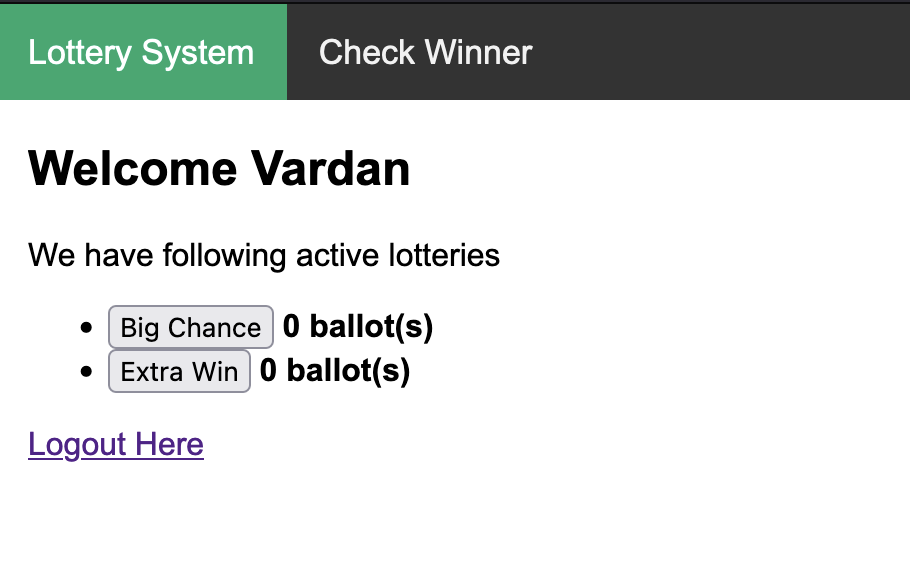 Lottery System Check Winner
Welcome Vardan
We have following active lotteries
Big Chance 0 ballot(s)
Extra Win 0 ballot(s)
Logout Here